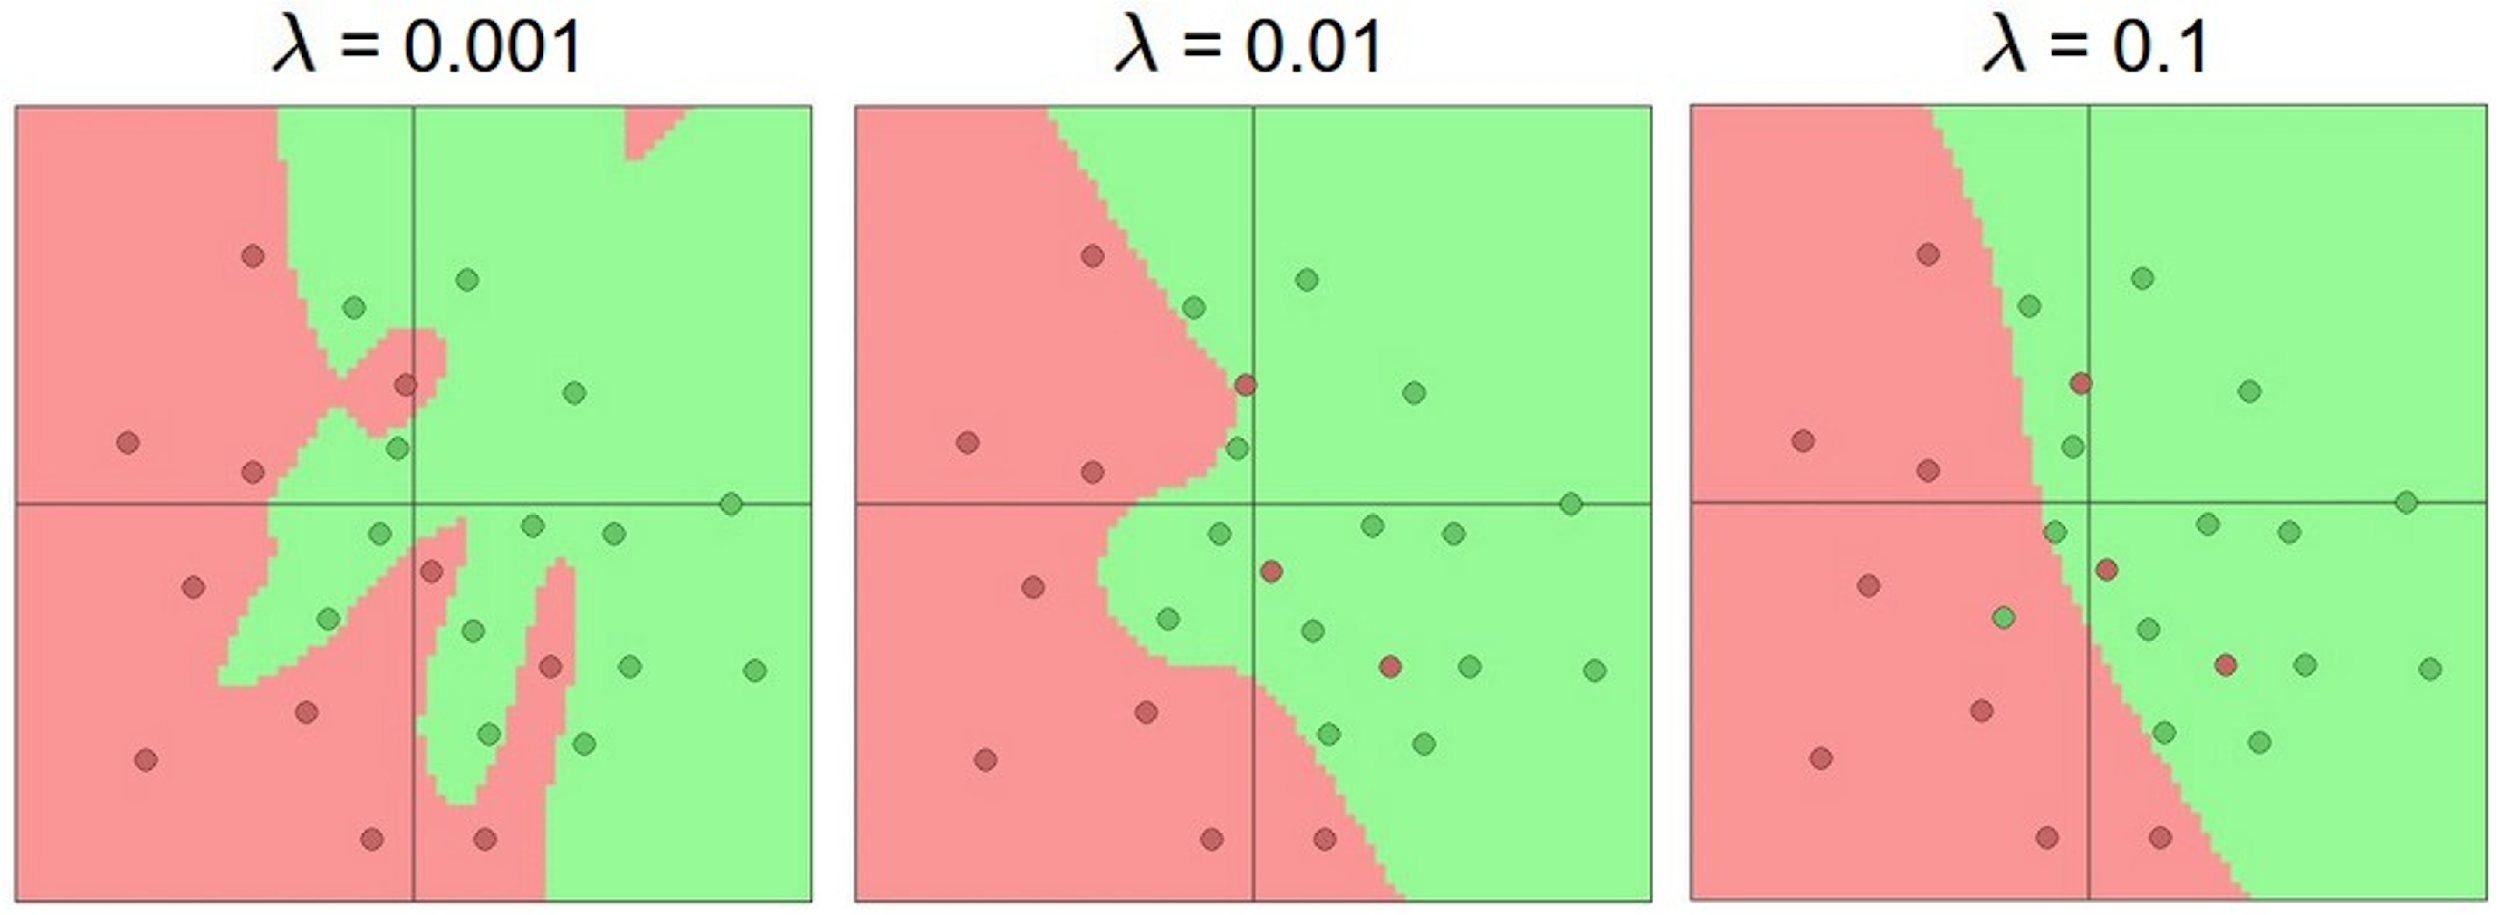 λ = 0.001
λ = 0.01
λ = 0.1